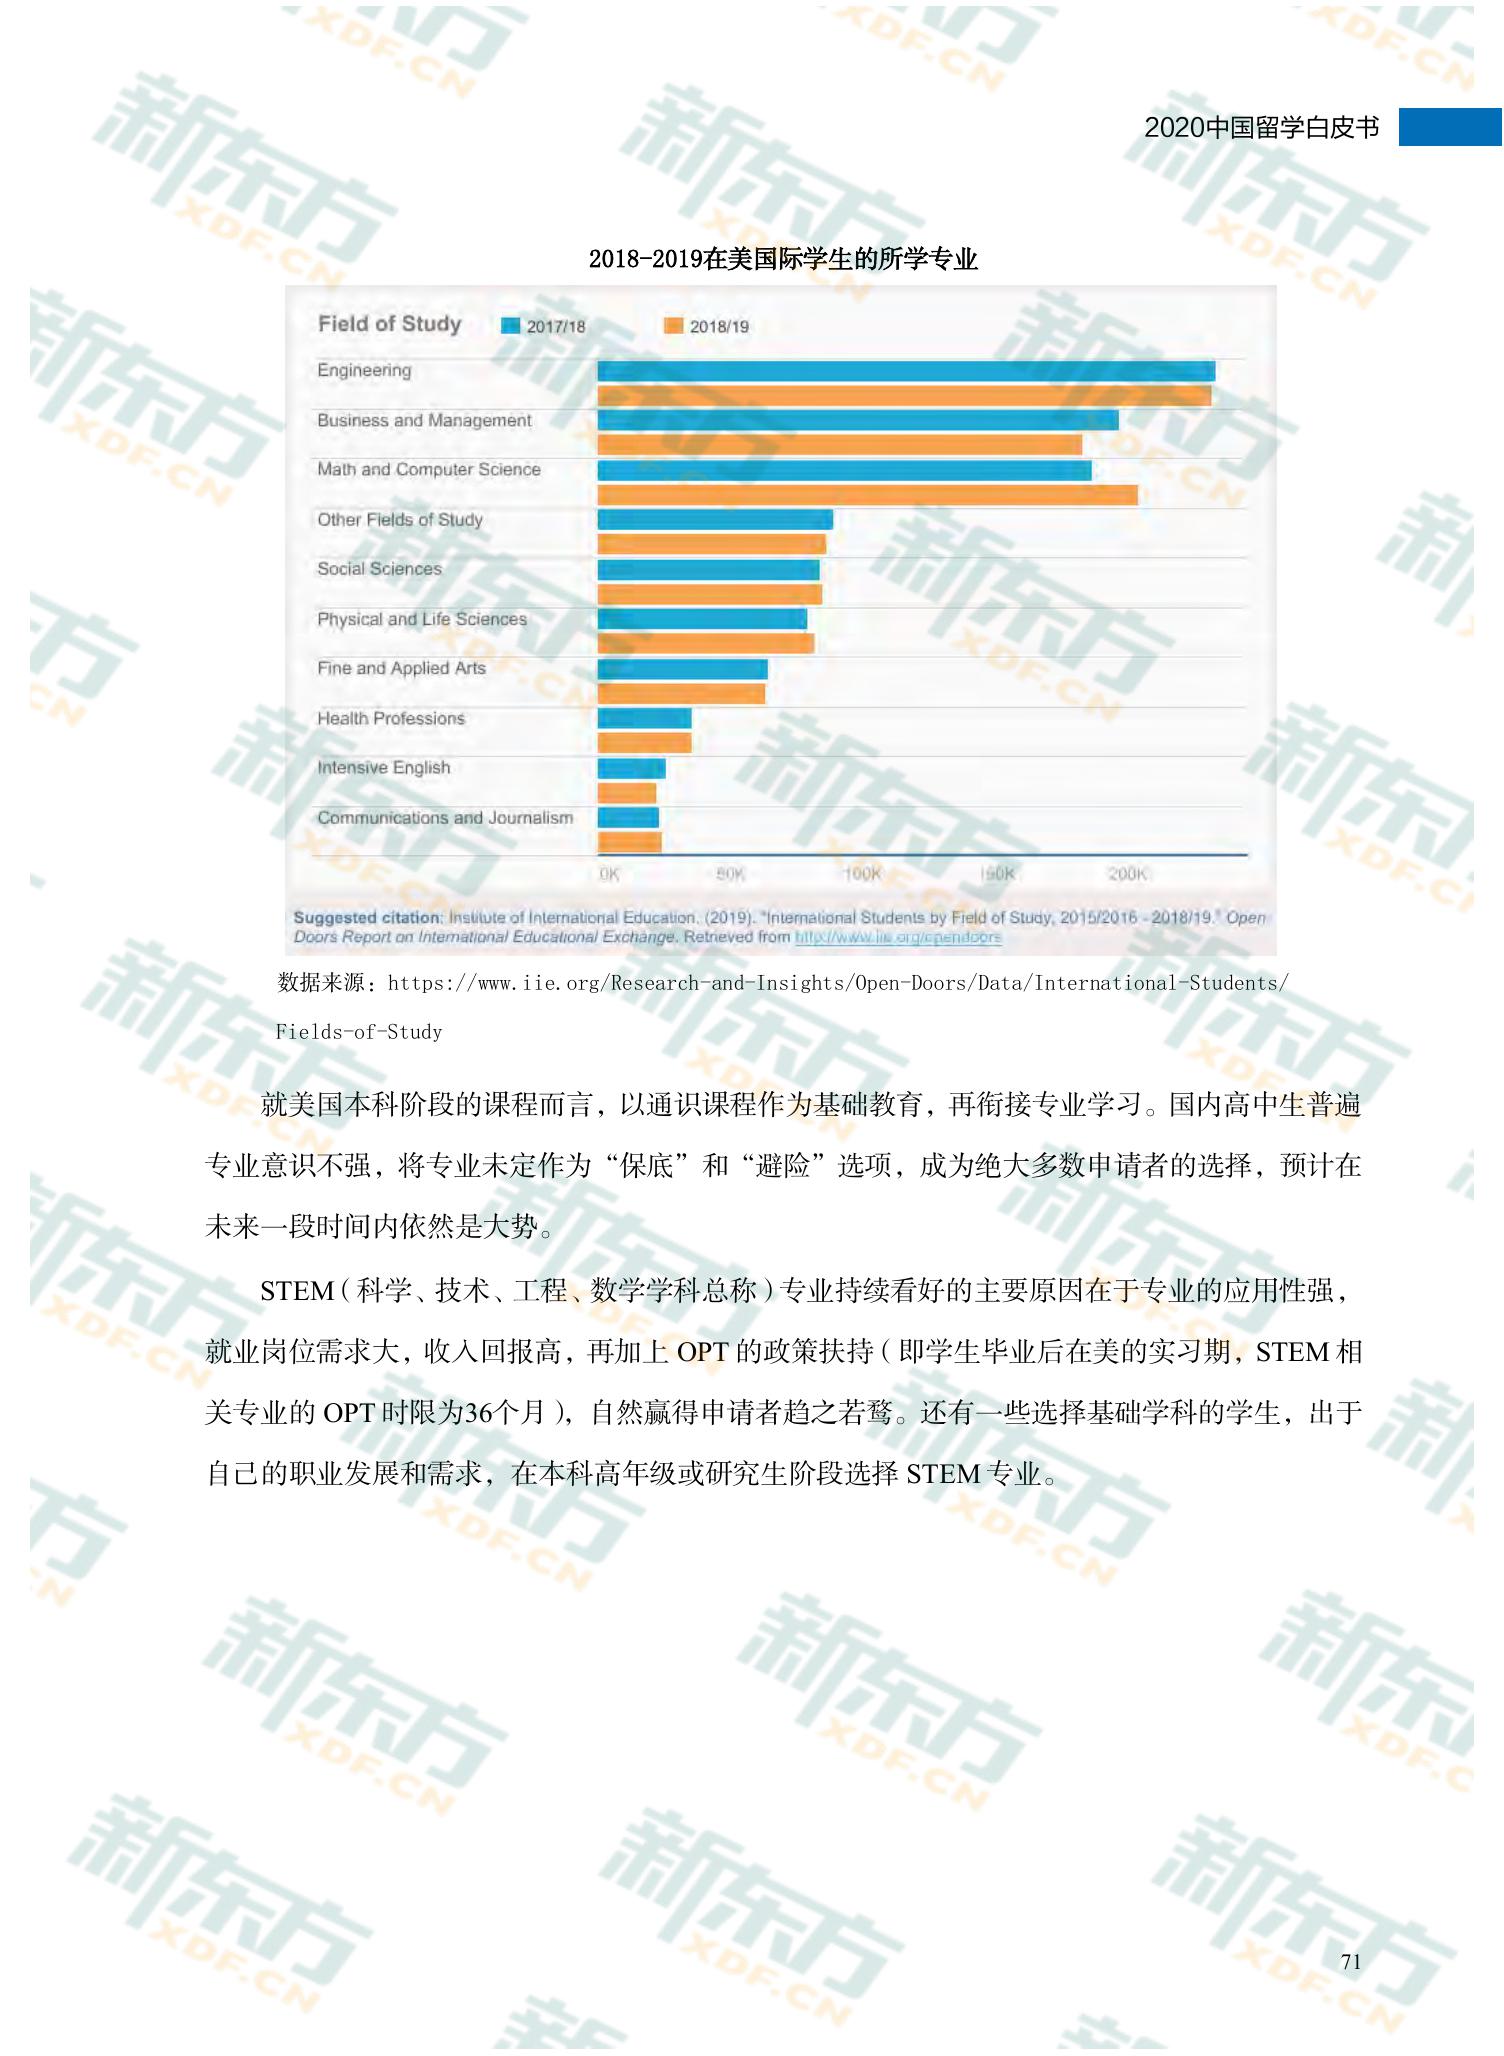 2020中国留学白皮书
2018-2019在美国际学生的所学专业
Field of Study 2017/18 2018/19
Engineering
Business and Management
Math and Computer Science
Other Fields of Study
Social Sciences
Physical and Life Sciences
Fine and Applied Arts
Health Professions
Intensive English
Communications and Journalism
0K 50K 100K 150K 200K
Suggested citation: Institute of International Education. (2019). "International Students by Field of Study, 2015/2016 - 2018/19." Open
Doors Report on International Educational Exchange. Retrieved from http://www.iie.org/opendoors
数据来源：https://www.iie.org/Research-and-Insights/Open-Doors/Data/International-Students/
Fields-of-Study
就美国本科阶段的课程而言，以通识课程作为基础教育，再衔接专业学习。国内高中生普遍
专业意识不强，将专业未定作为“保底”和“避险”选项，成为绝大多数申请者的选择，预计在
未来一段时间内依然是大势。
STEM（科学、技术、工程、数学学科总称）专业持续看好的主要原因在于专业的应用性强，
就业岗位需求大，收入回报高，再加上 OPT 的政策扶持（即学生毕业后在美的实习期，STEM 相
关专业的 OPT 时限为36个月），自然赢得申请者趋之若鹜。还有一些选择基础学科的学生，出于
自己的职业发展和需求，在本科高年级或研究生阶段选择 STEM 专业。
71
新东方
XDF.CN